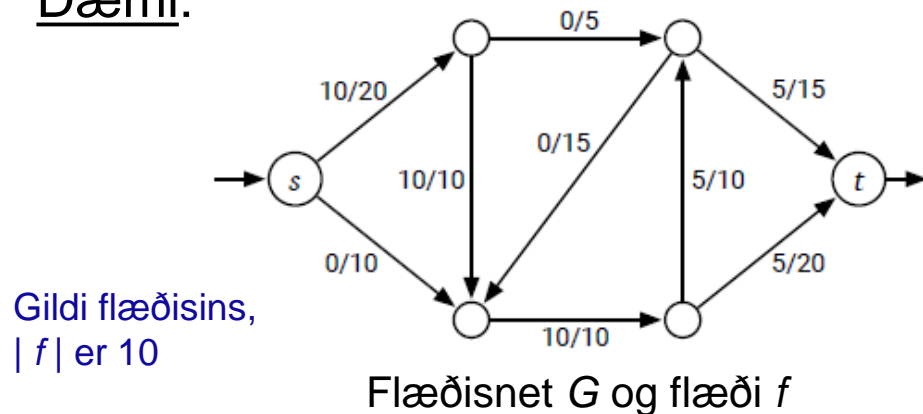 Dæmi:
0/5
10/20
5/15
0/15
s
10/10
5/10
t
0/10
5/20
Gildi flæðisins,
| f | er 10
10/10
Flæðisnet G og flæði f